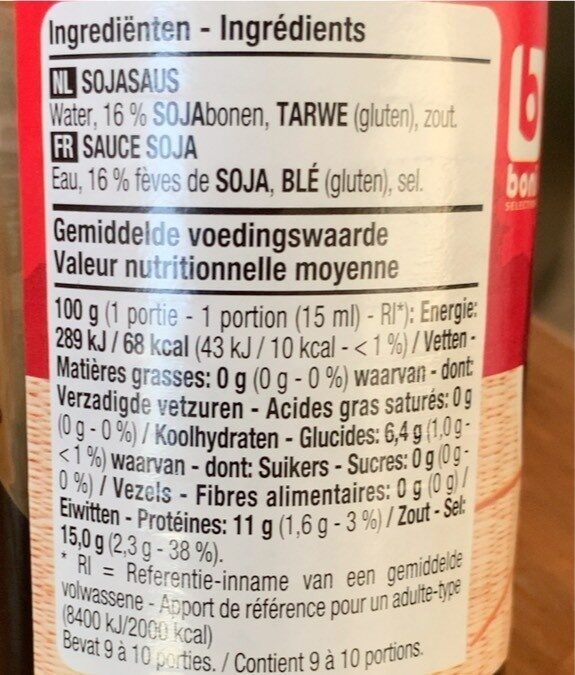 Ingrediënten - Ingrédients
NL SOJASAUS
Water, 16 % SOJAbonen, TARWE (gluten), zout.
FR SAUCE SOJA
Eau, 16 % fèves de SOJA, BLÉ (gluten), sel.
Gemiddelde voedingswaarde
Valeur nutritionnelle moyenne
100 g (1 portie - 1 portion (15 ml) - RI*): Energie:
289 kJ / 68 kcal (43 kJ / 10 kcal - < 1 %) / Vetten -
Matières grasses: 0 g (0 g - 0 %) waarvan - dont:
Verzadigde vetzuren - Acides gras saturés: 0 g
(0 g - 0 %) / Koolhydraten - Glucides: 6,4 g (1,0 g -
< 1 %) waarvan - dont: Suikers - Sucres: 0 g (0 g -
0 %) / Vezels - Fibres alimentaires: 0 g (0 g) /
Eiwitten - Protéines: 11 g (1,6 g - 3 %) / Zout - Sel:
15,0 g (2,3 g - 38 %).
* RI = Referentie-inname van een gemiddelde
volwassene - Apport de référence pour un adulte-type
(8400 kJ/2000 kcal)
Bevat 9 à 10 porties. / Contient 9 à 10 portions.
boni
SELECTION